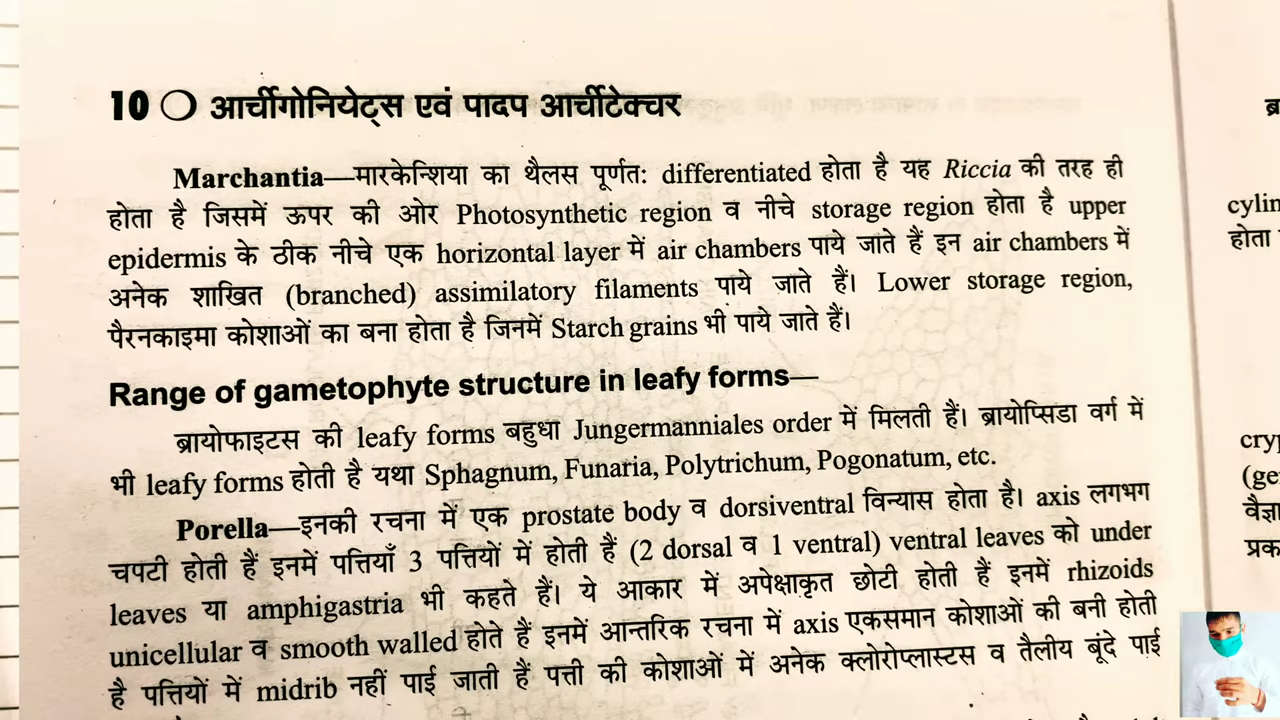 10 ❍ आर्चीगोनियेट्स एवं पादप आर्चीटेक्चर
Marchantia—मारकेन्शिया का थैलस पूर्णत: differentiated होता है यह Riccia की तरह ही
होता है जिसमें ऊपर की ओर Photosynthetic region व नीचे storage region होता है upper
epidermis के ठीक नीचे एक horizontal layer में air chambers पाये जाते हैं इन air chambers में
अनेक शाखित (branched) assimilatory filaments पाये जाते हैं। Lower storage region,
पैरनकाइमा कोशाओं का बना होता है जिनमें Starch grains भी पाये जाते हैं।
Range of gametophyte structure in leafy forms—
ब्रायोफाइटस की leafy forms बहुधा Jungermanniales order में मिलती हैं। ब्रायोप्सिडा वर्ग में
भी leafy forms होती है यथा Sphagnum, Funaria, Polytrichum, Pogonatum, etc.
Porella—इनकी रचना में एक prostate body व dorsiventral विन्यास होता है। axis लगभग
चपटी होती हैं इनमें पत्तियाँ 3 पत्तियों में होती हैं (2 dorsal व 1 ventral) ventral leaves को under
leaves या amphigastria भी कहते हैं। ये आकार में अपेक्षाकृत छोटी होती हैं इनमें rhizoids
unicellular व smooth walled होते हैं इनमें आन्तरिक रचना में axis एकसमान कोशाओं की बनी होती
है पत्तियों में midrib नहीं पाई जाती हैं पत्ती की कोशाओं में अनेक क्लोरोप्लास्टस व तैलीय बूंदे पाई
cylin
होता
cryp
(ge
वैज्ञा
प्रक